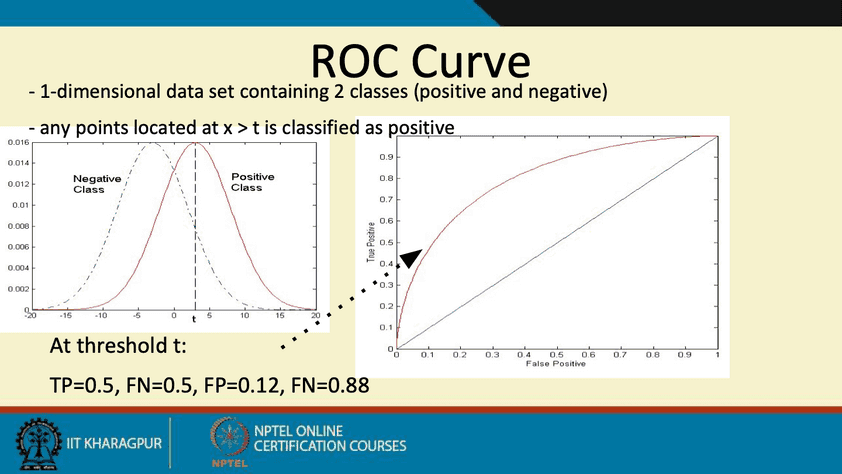 ROC Curve
- 1-dimensional data set containing 2 classes (positive and negative)
- any points located at x > t is classified as positive
0.016
0.014
0.012
0.01
0.008
0.006
0.004
0.002
0
-20 -15 -10 -5 0 5 10 15 20
t
Negative
Class
Positive
Class
True Positive
0.9
0.8
0.7
0.6
0.5
0.4
0.3
0.2
0.1
0
0 0.1 0.2 0.3 0.4 0.5 0.6 0.7 0.8 0.9 1
False Positive
At threshold t:
TP=0.5, FN=0.5, FP=0.12, FN=0.88
IIT KHARAGPUR
NPTEL
NPTEL ONLINE
CERTIFICATION COURSES